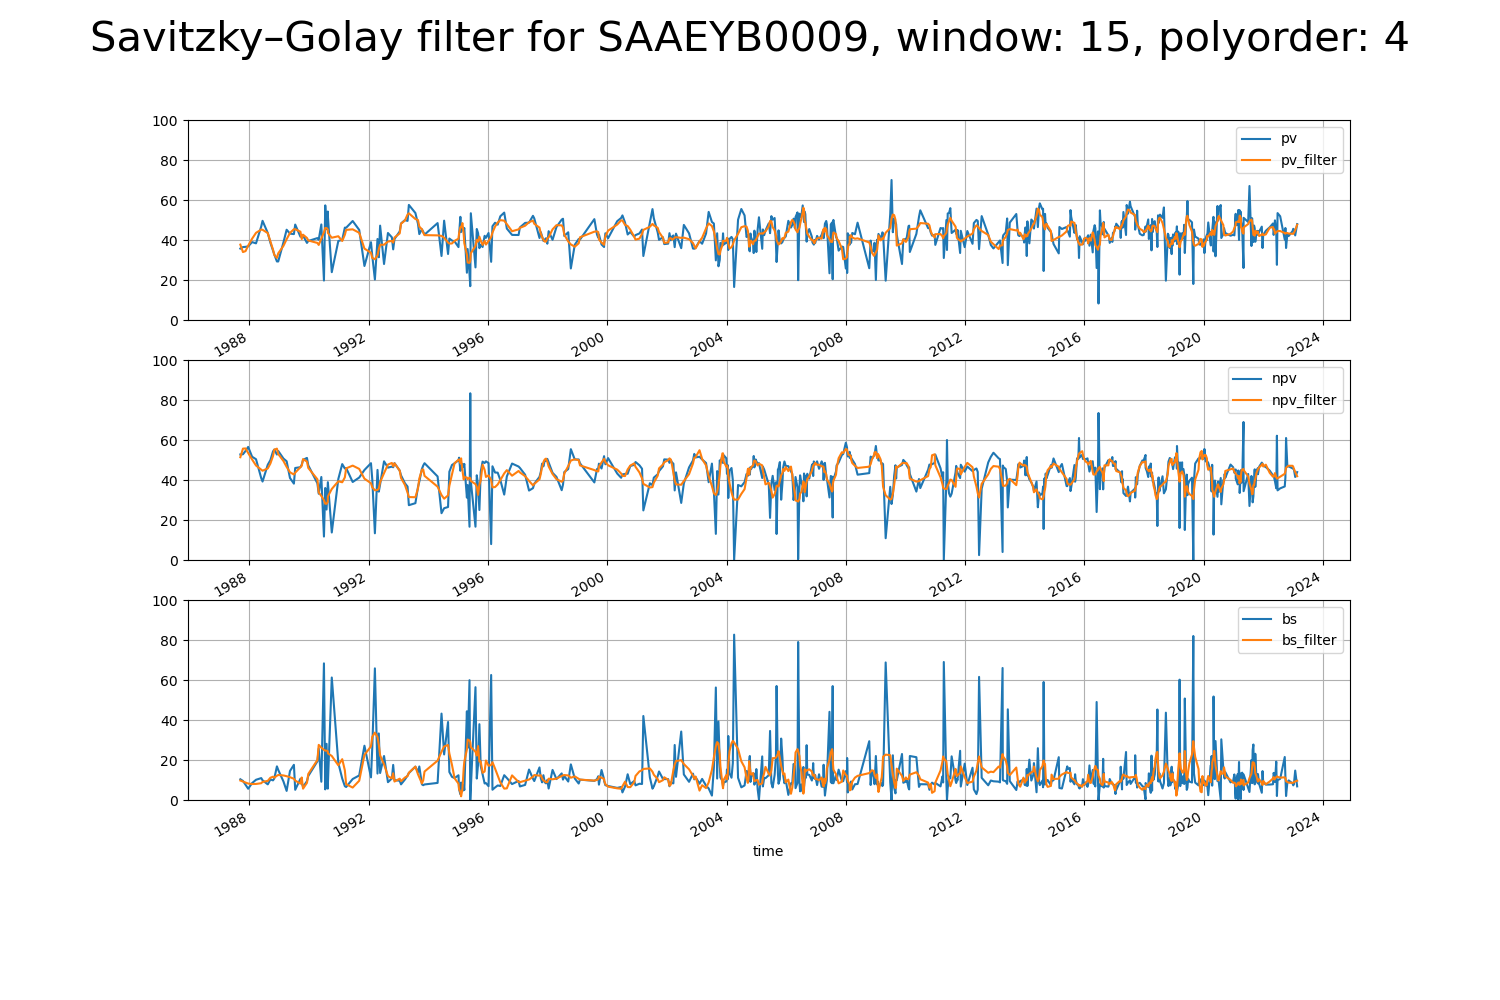 Savitzky–Golay filter for SAAEYB0009, window: 15, polyorder: 4
100
80
60
40
20
0
pv
pv_filter
1988 1992 1996 2000 2004 2008 2012 2016 2020 2024
100
80
60
40
20
0
npv
npv_filter
1988 1992 1996 2000 2004 2008 2012 2016 2020 2024
100
80
60
40
20
0
bs
bs_filter
1988 1992 1996 2000 2004 2008 2012 2016 2020 2024
time